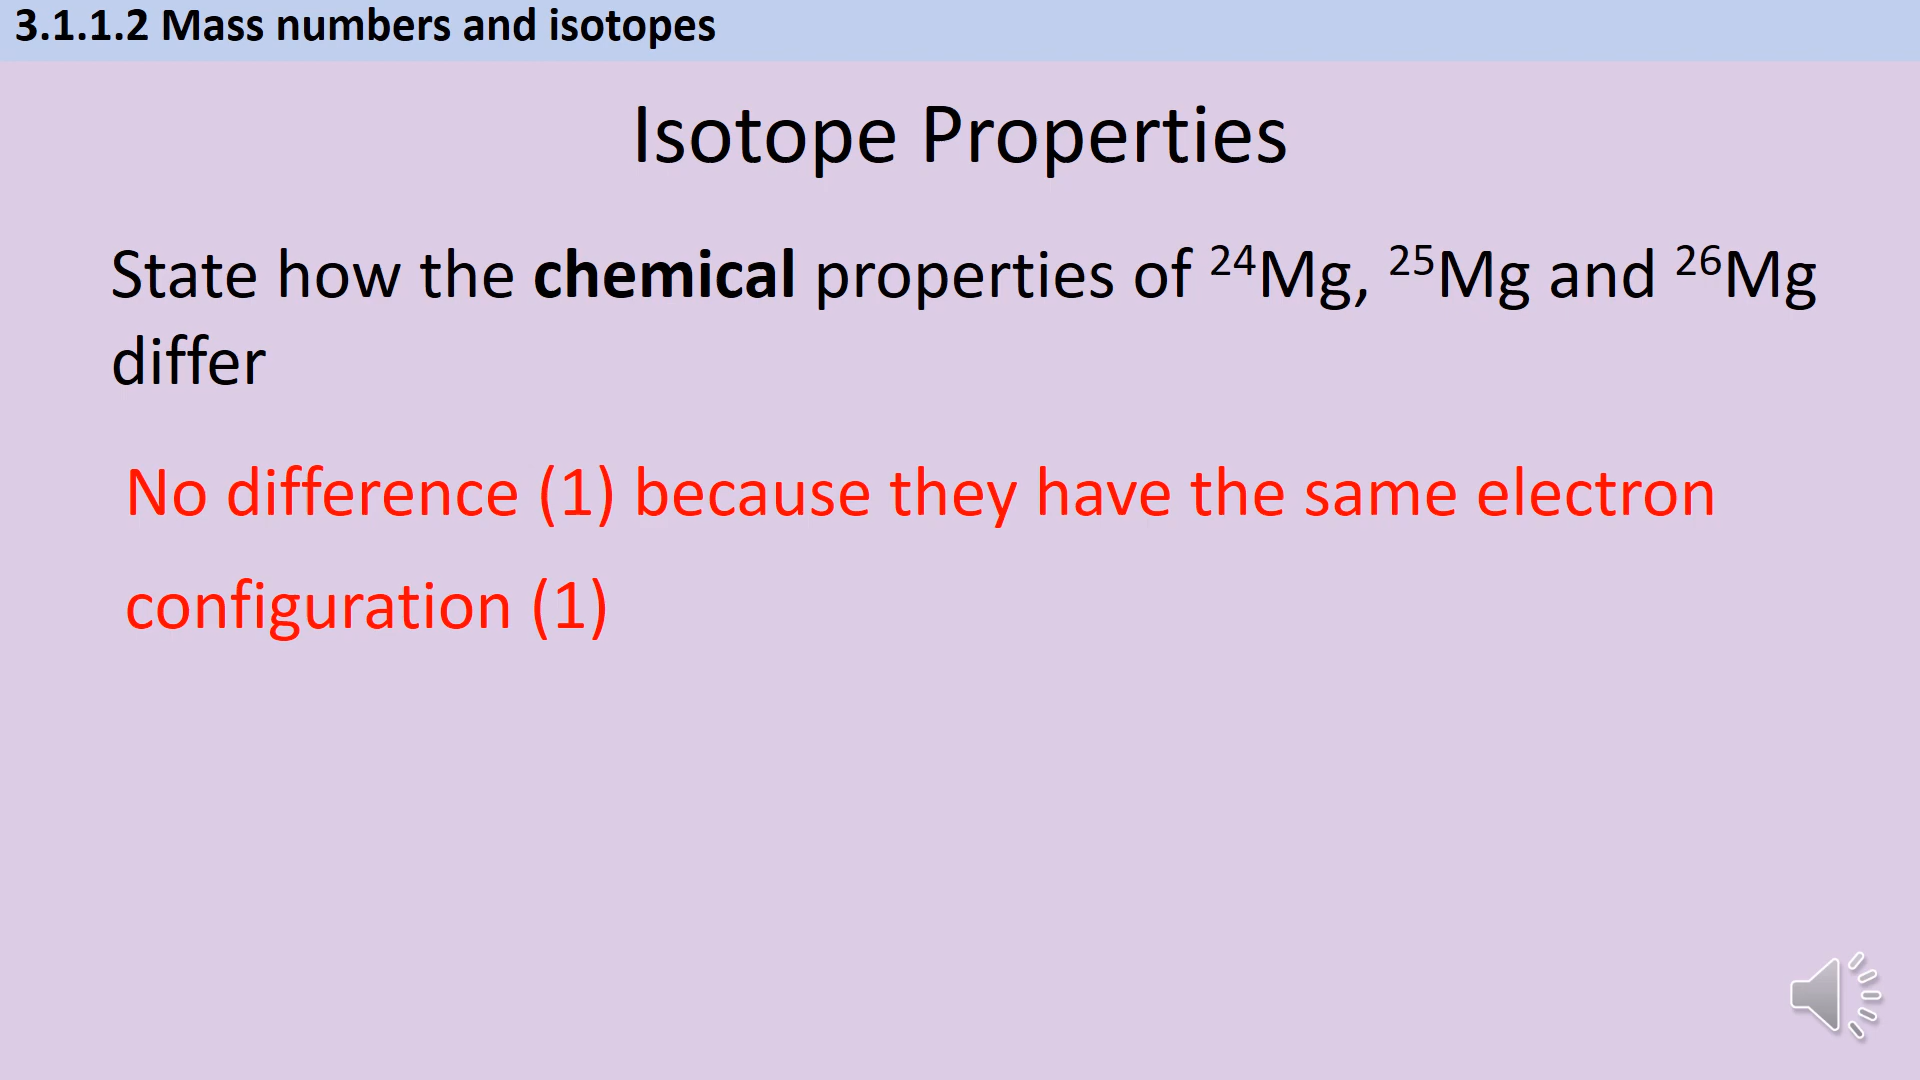 3.1.1.2 Mass numbers and isotopes
Isotope Properties
State how the chemical properties of ²⁴Mg, ²⁵Mg and ²⁶Mg
differ
No difference (1) because they have the same electron
configuration (1)